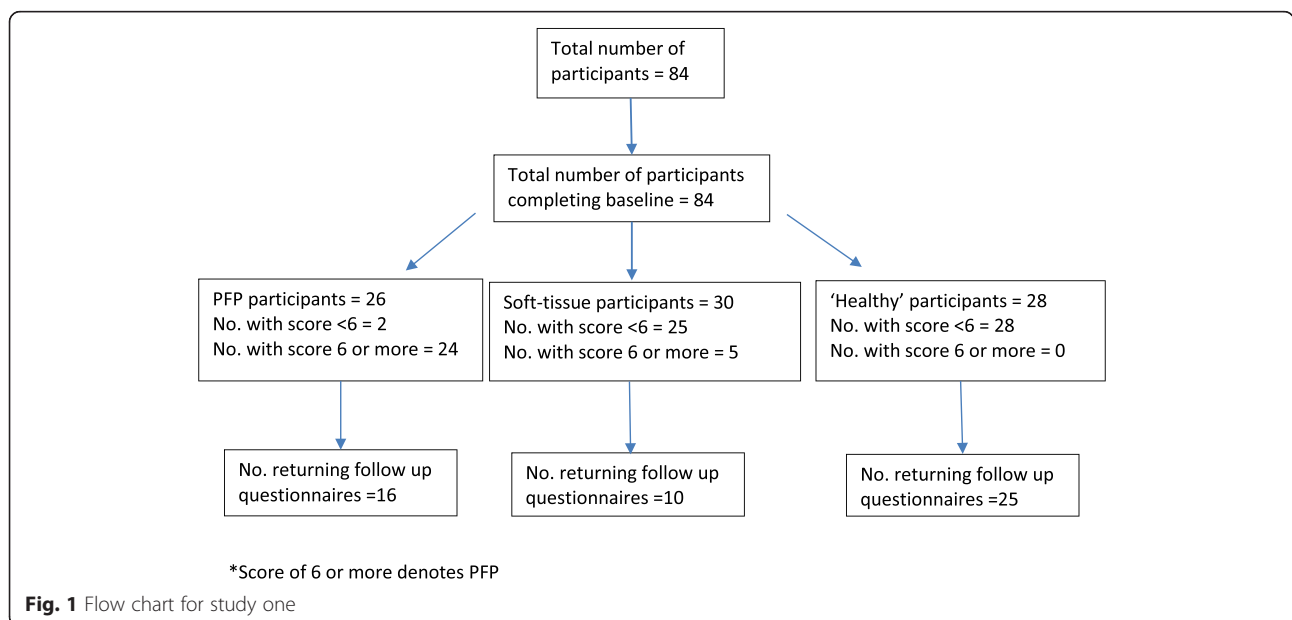 Total number of
participants = 84
Total number of participants
completing baseline = 84
PFP participants = 26
No. with score <6 = 2
No. with score 6 or more = 24
Soft-tissue participants = 30
No. with score <6 = 25
No. with score 6 or more = 5
‘Healthy’ participants = 28
No. with score <6 = 28
No. with score 6 or more = 0
No. returning follow up
questionnaires =16
No. returning follow up
questionnaires =10
No. returning follow up
questionnaires =25
*Score of 6 or more denotes PFP
Fig. 1 Flow chart for study one